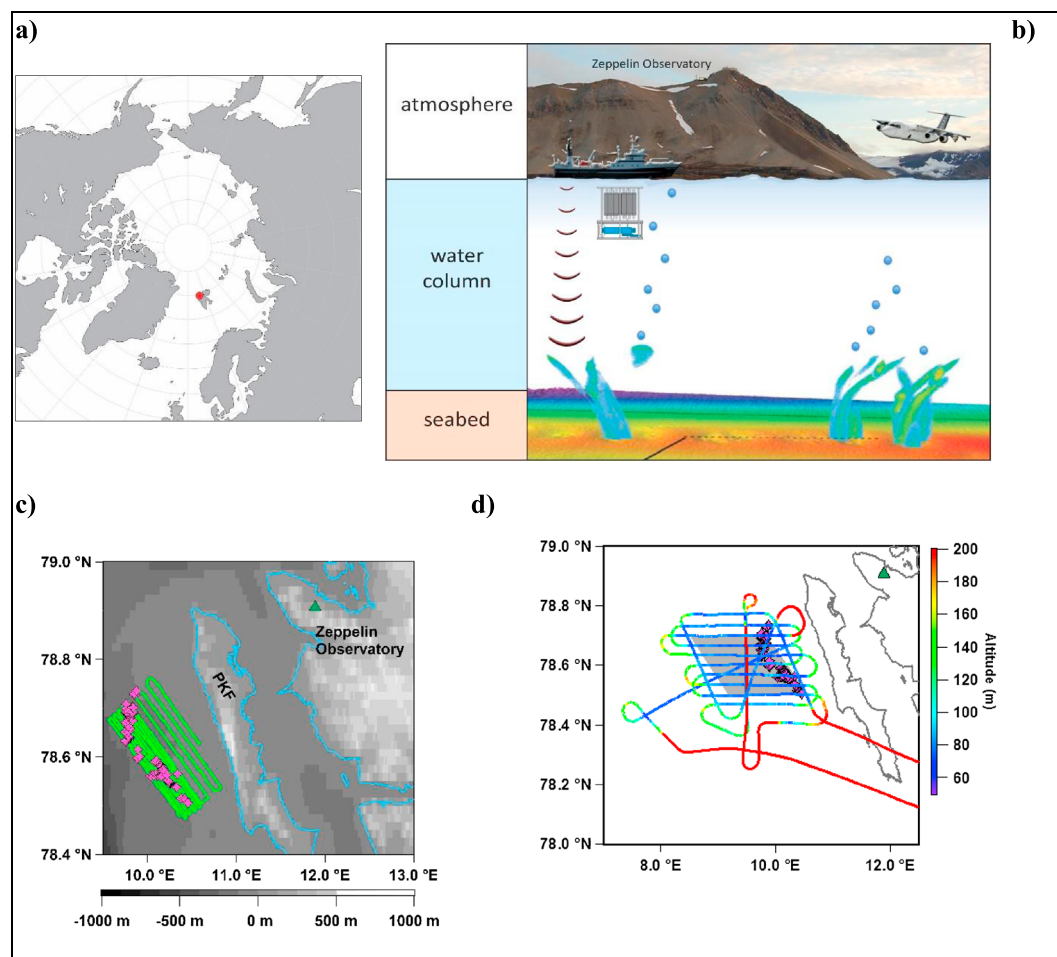 a)
b)
Zeppelin Observatory
atmosphere
water
column
seabed
c)
79.0 °N
78.8 °N
78.6 °N
78.4 °N
Zeppelin
Observatory
PKF
10.0 °E 11.0 °E 12.0 °E 13.0 °E
-1000 m -500 m 0 m 500 m 1000 m
d)
79.0 °N
78.8 °N
78.6 °N
78.4 °N
78.2 °N
78.0 °N
8.0 °E 10.0 °E 12.0 °E
200
180
160
140
120
100
80
60
Altitude (m)